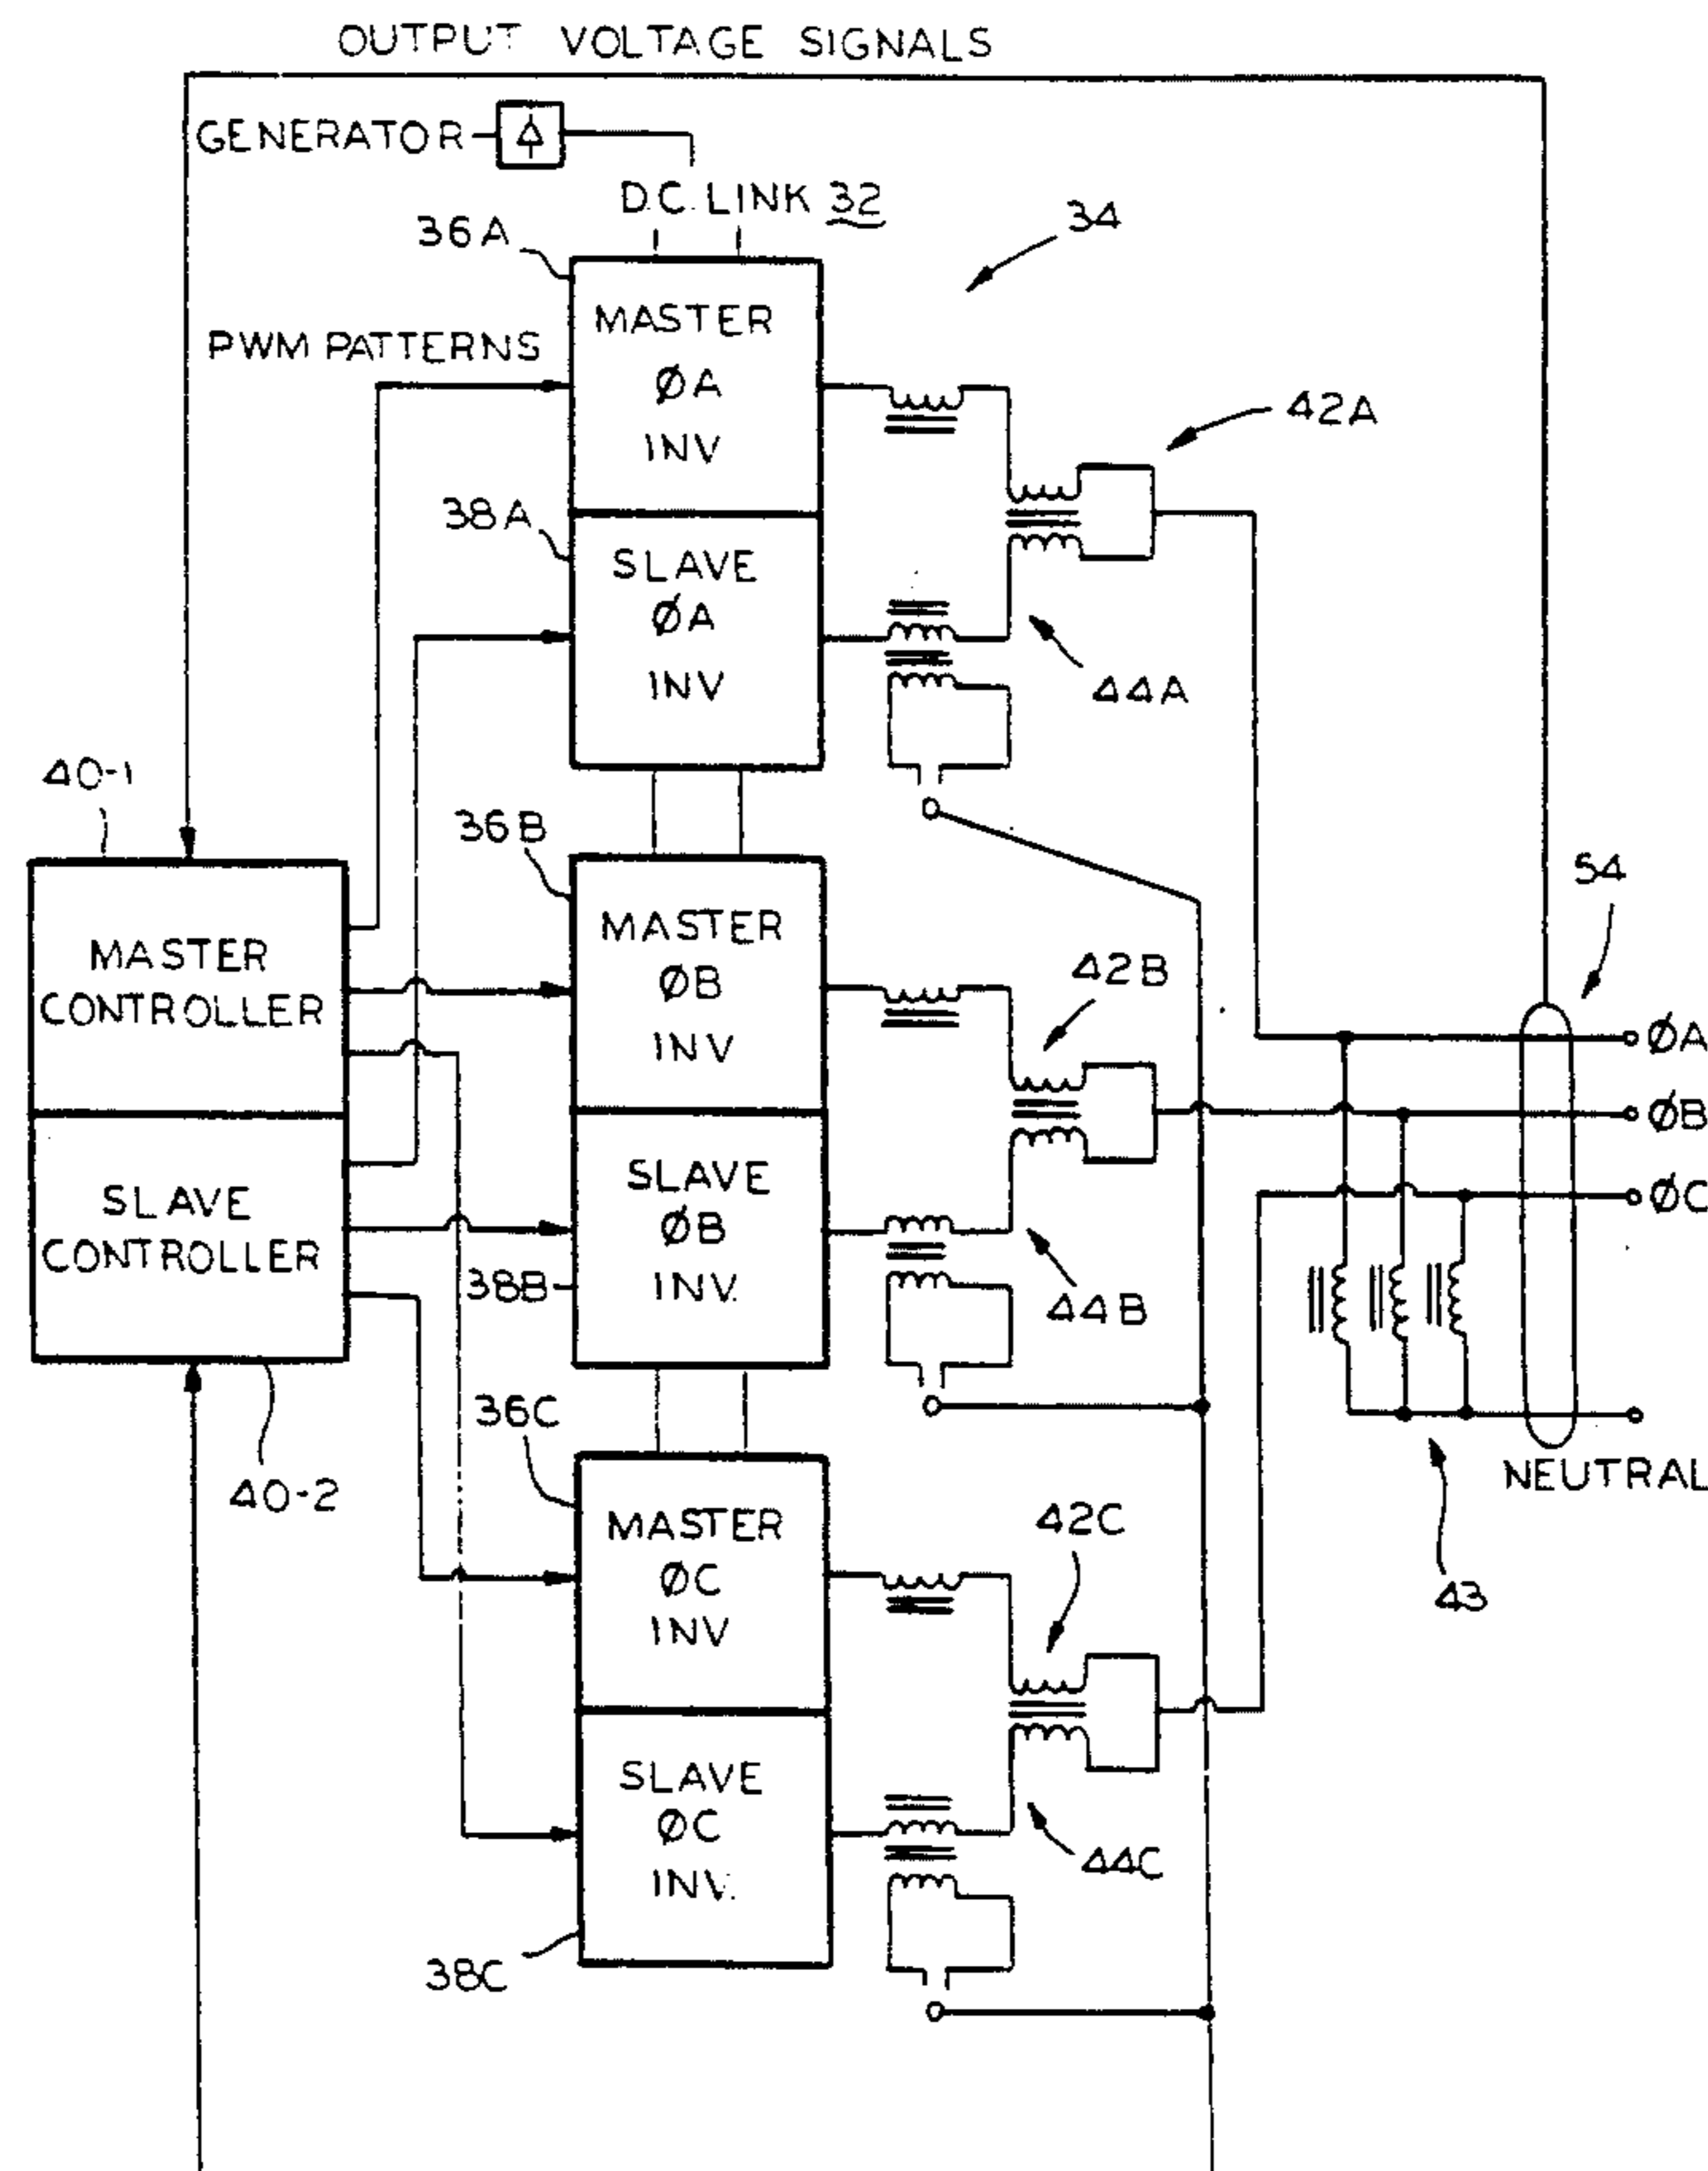 OUTPUT VOLTAGE SIGNALS
GENERATOR
DC LINK 32
36A
34
MASTER
ØA
INV
PWM PATTERNS
42A
38A
SLAVE
ØA
INV
44A
40-1
36B
54
MASTER
CONTROLLER
MASTER
ØB
INV
42B
ØA
ØB
ØC
SLAVE
CONTROLLER
SLAVE
ØB
INV.
38B
44B
40-2
36C
NEUTRAL
43
MASTER
ØC
INV
42C
SLAVE
ØC
INV.
44C
38C